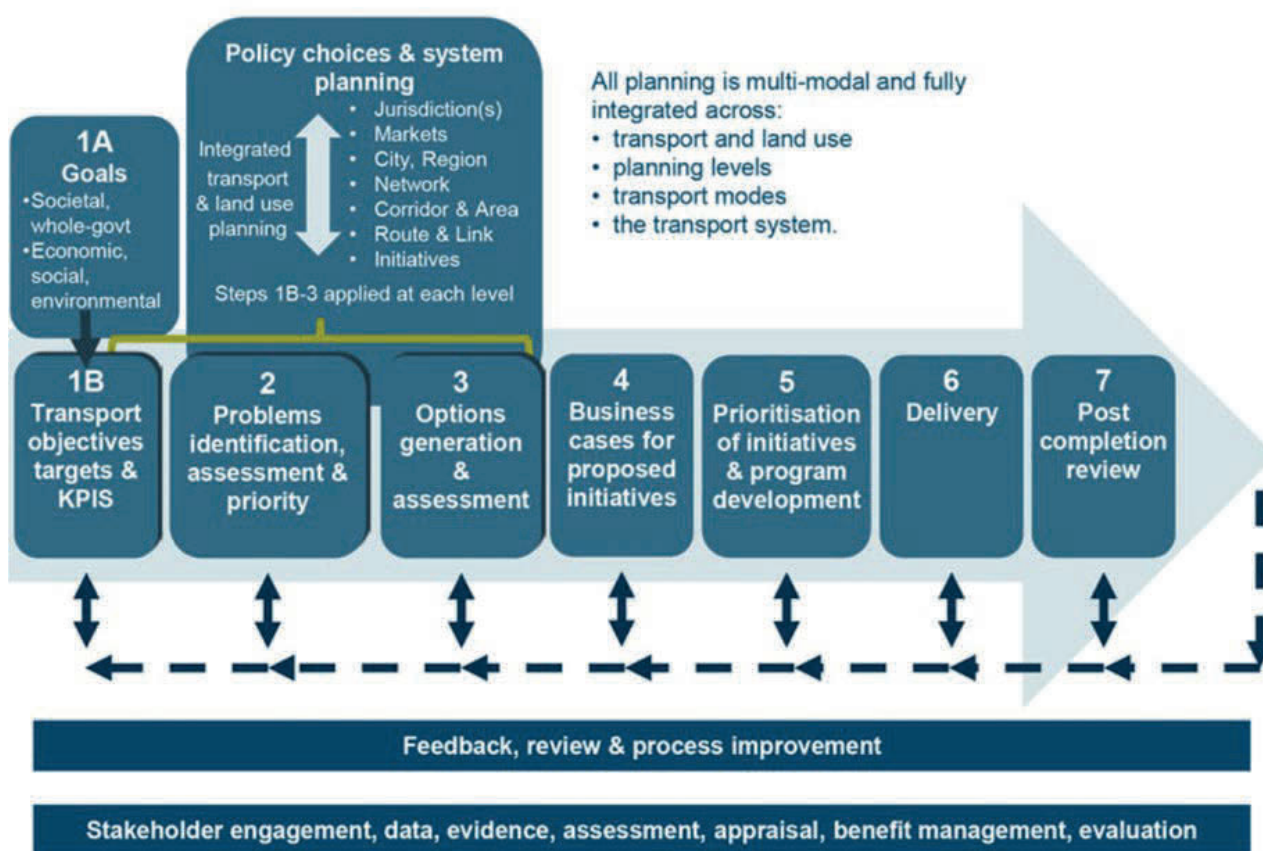 Policy choices & system
planning
Integrated
transport
& land use
planning
• Jurisdiction(s)
• Markets
• City, Region
• Network
• Corridor & Area
• Route & Link
• Initiatives
Steps 1B-3 applied at each level
All planning is multi-modal and fully
integrated across:
• transport and land use
• planning levels
• transport modes
• the transport system.
1A
Goals
•Societal,
whole-govt
•Economic,
social,
environmental
1B
Transport
objectives
targets &
KPIS
2
Problems
identification,
assessment &
priority
3
Options
generation
&
assessment
4
Business
cases for
proposed
initiatives
5
Prioritisation
of initiatives
& program
development
6
Delivery
7
Post
completion
review
Feedback, review & process improvement
Stakeholder engagement, data, evidence, assessment, appraisal, benefit management, evaluation